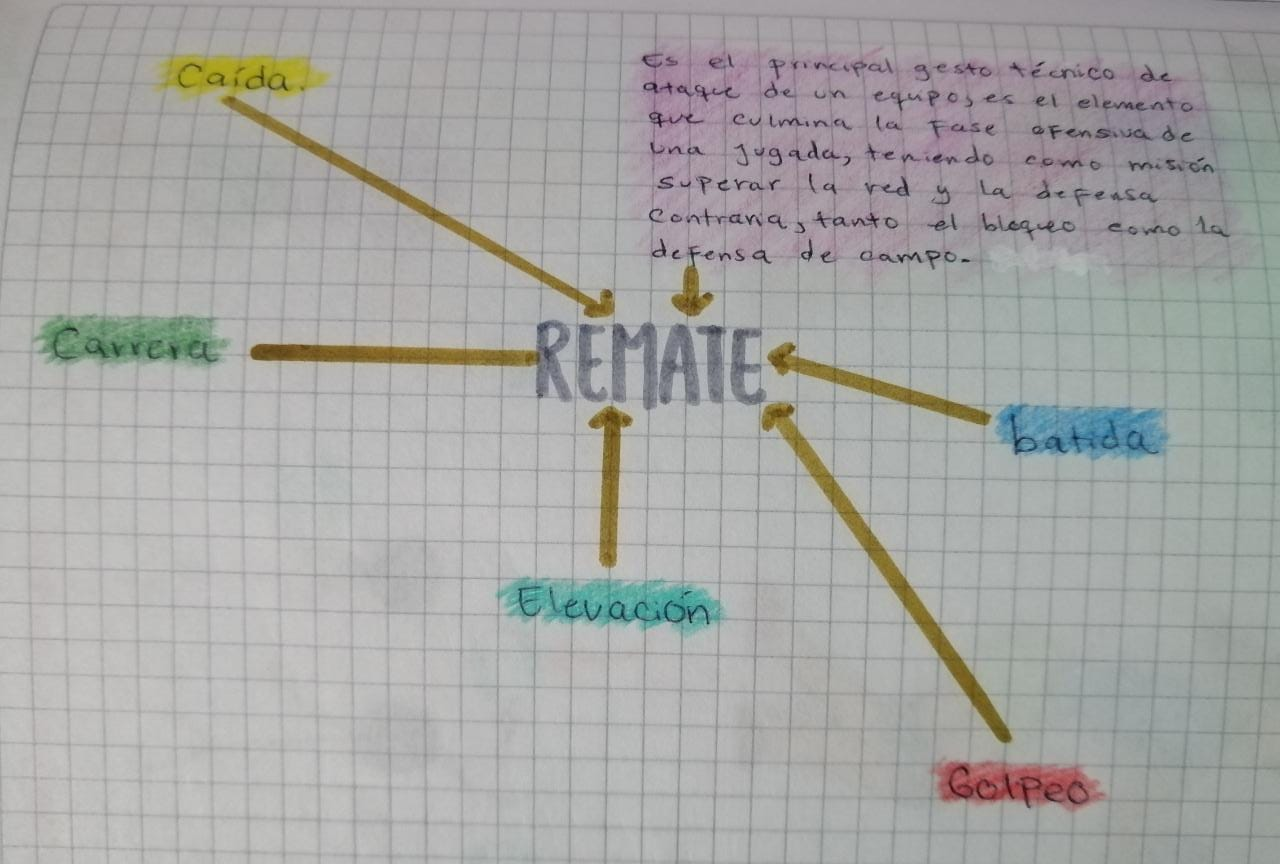 Caída.
Es el principal gesto técnico de
ataque de un equipo, es el elemento
que culmina la fase ofensiva de
una jugada, teniendo como misión
superar la red y la defensa
contraria, tanto el bloqueo como la
defensa de campo.
Carrera
REMATE
batida
Elevación
Golpeo